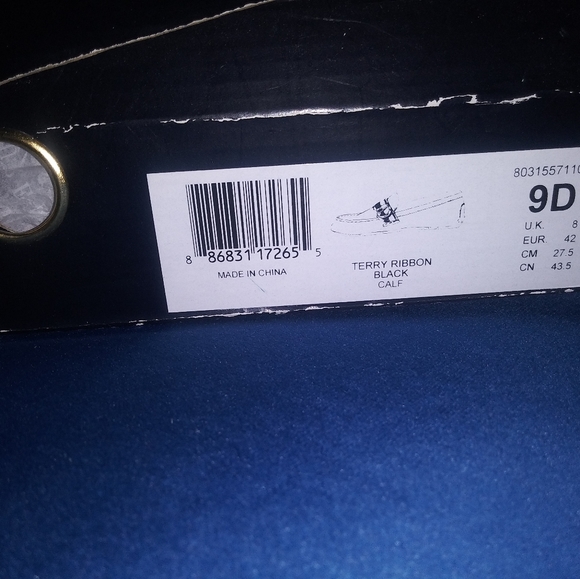 8 86831 17265 5
MADE IN CHINA
TERRY RIBBON
BLACK
CALF
8031557110
9D
U.K. 8
EUR 42
CM 27.5
CN 43.5